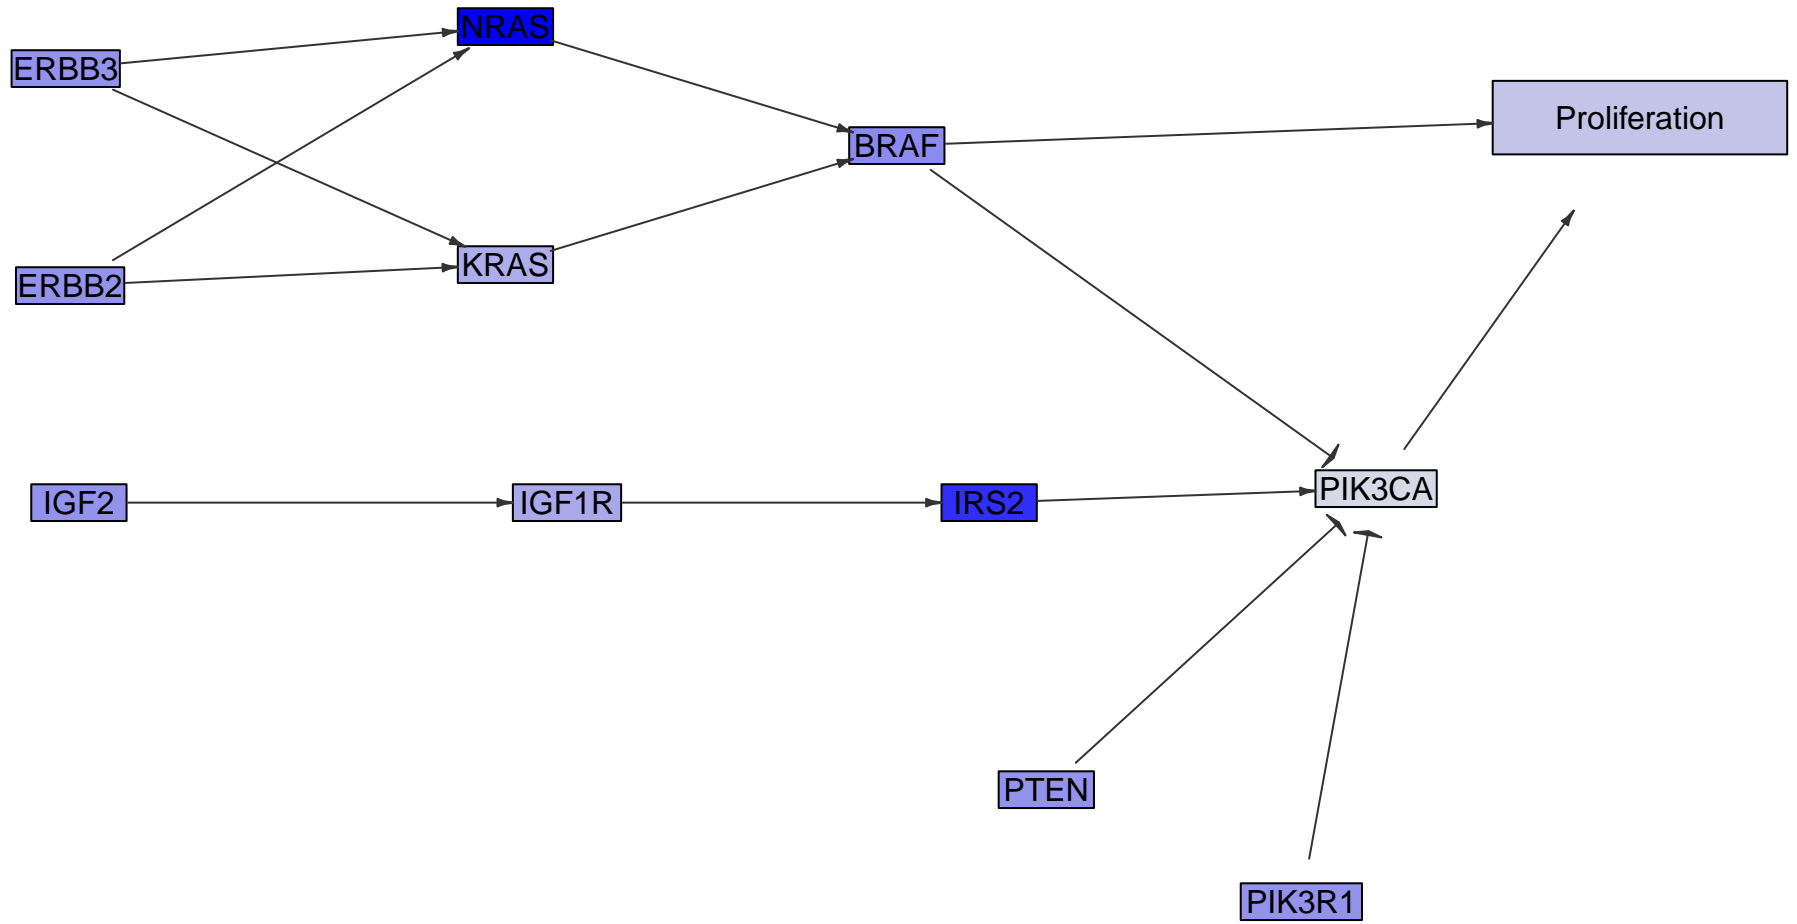 NRAS
ERBB3
Proliferation
BRAF
KRAS
ERBB2
IGF2
IGF1R
IRS2
PIK3CA
PTEN
PIK3R1